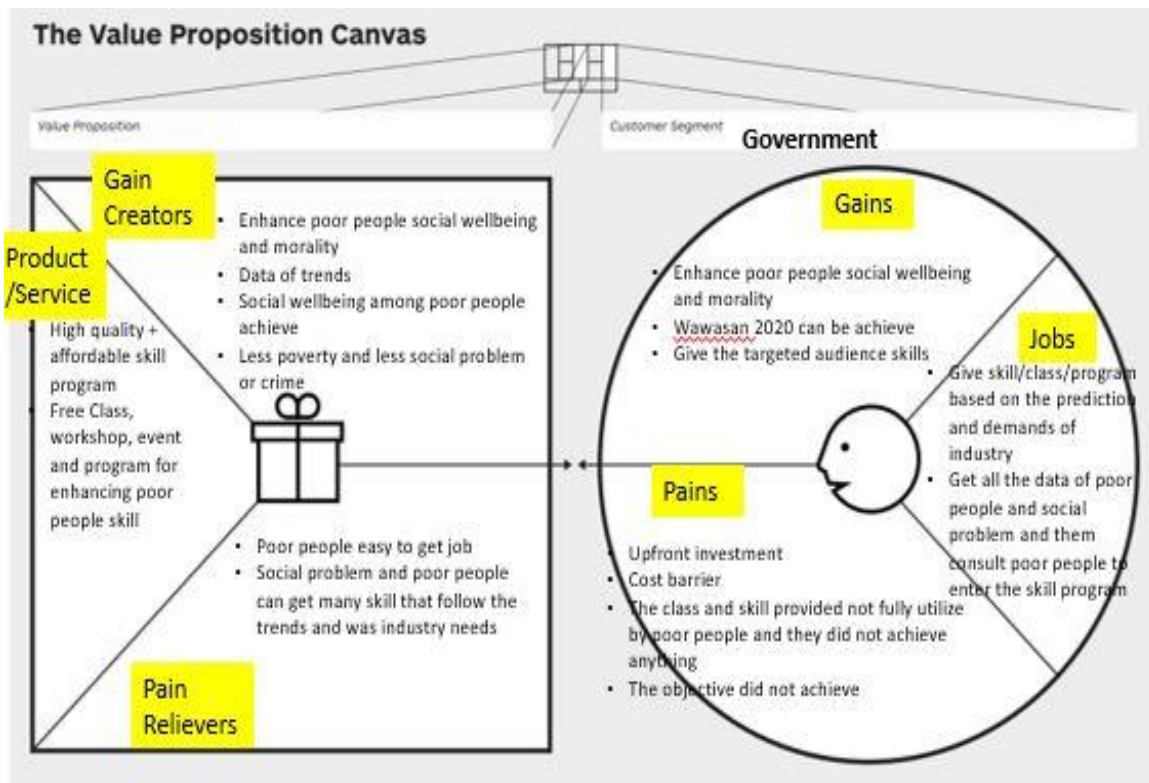 The Value Proposition Canvas
Value Proposition
Customer Segment
Government
Gain
Creators
• Enhance poor people social wellbeing
and morality
• Data of trends
• Social wellbeing among poor people
achieve
• Less poverty and less social problem
or crime
Product
/Service
• High quality +
affordable skill
program
• Free Class,
workshop, event
and program for
enhancing poor
people skill
• Poor people easy to get job
• Social problem and poor people
can get many skill that follow the
trends and was industry needs
Pain
Relievers
Gains
• Enhance poor people social wellbeing
and morality
• Wawasan 2020 can be achieve
• Give the targeted audience skills
Jobs
• Give skill/class/program
based on the prediction
and demands of
industry
• Get all the data of poor
people and social
problem and them
consult poor people to
enter the skill program
Pains
• Upfront investment
• Cost barrier
• The class and skill provided not fully utilize
by poor people and they did not achieve
anything
• The objective did not achieve